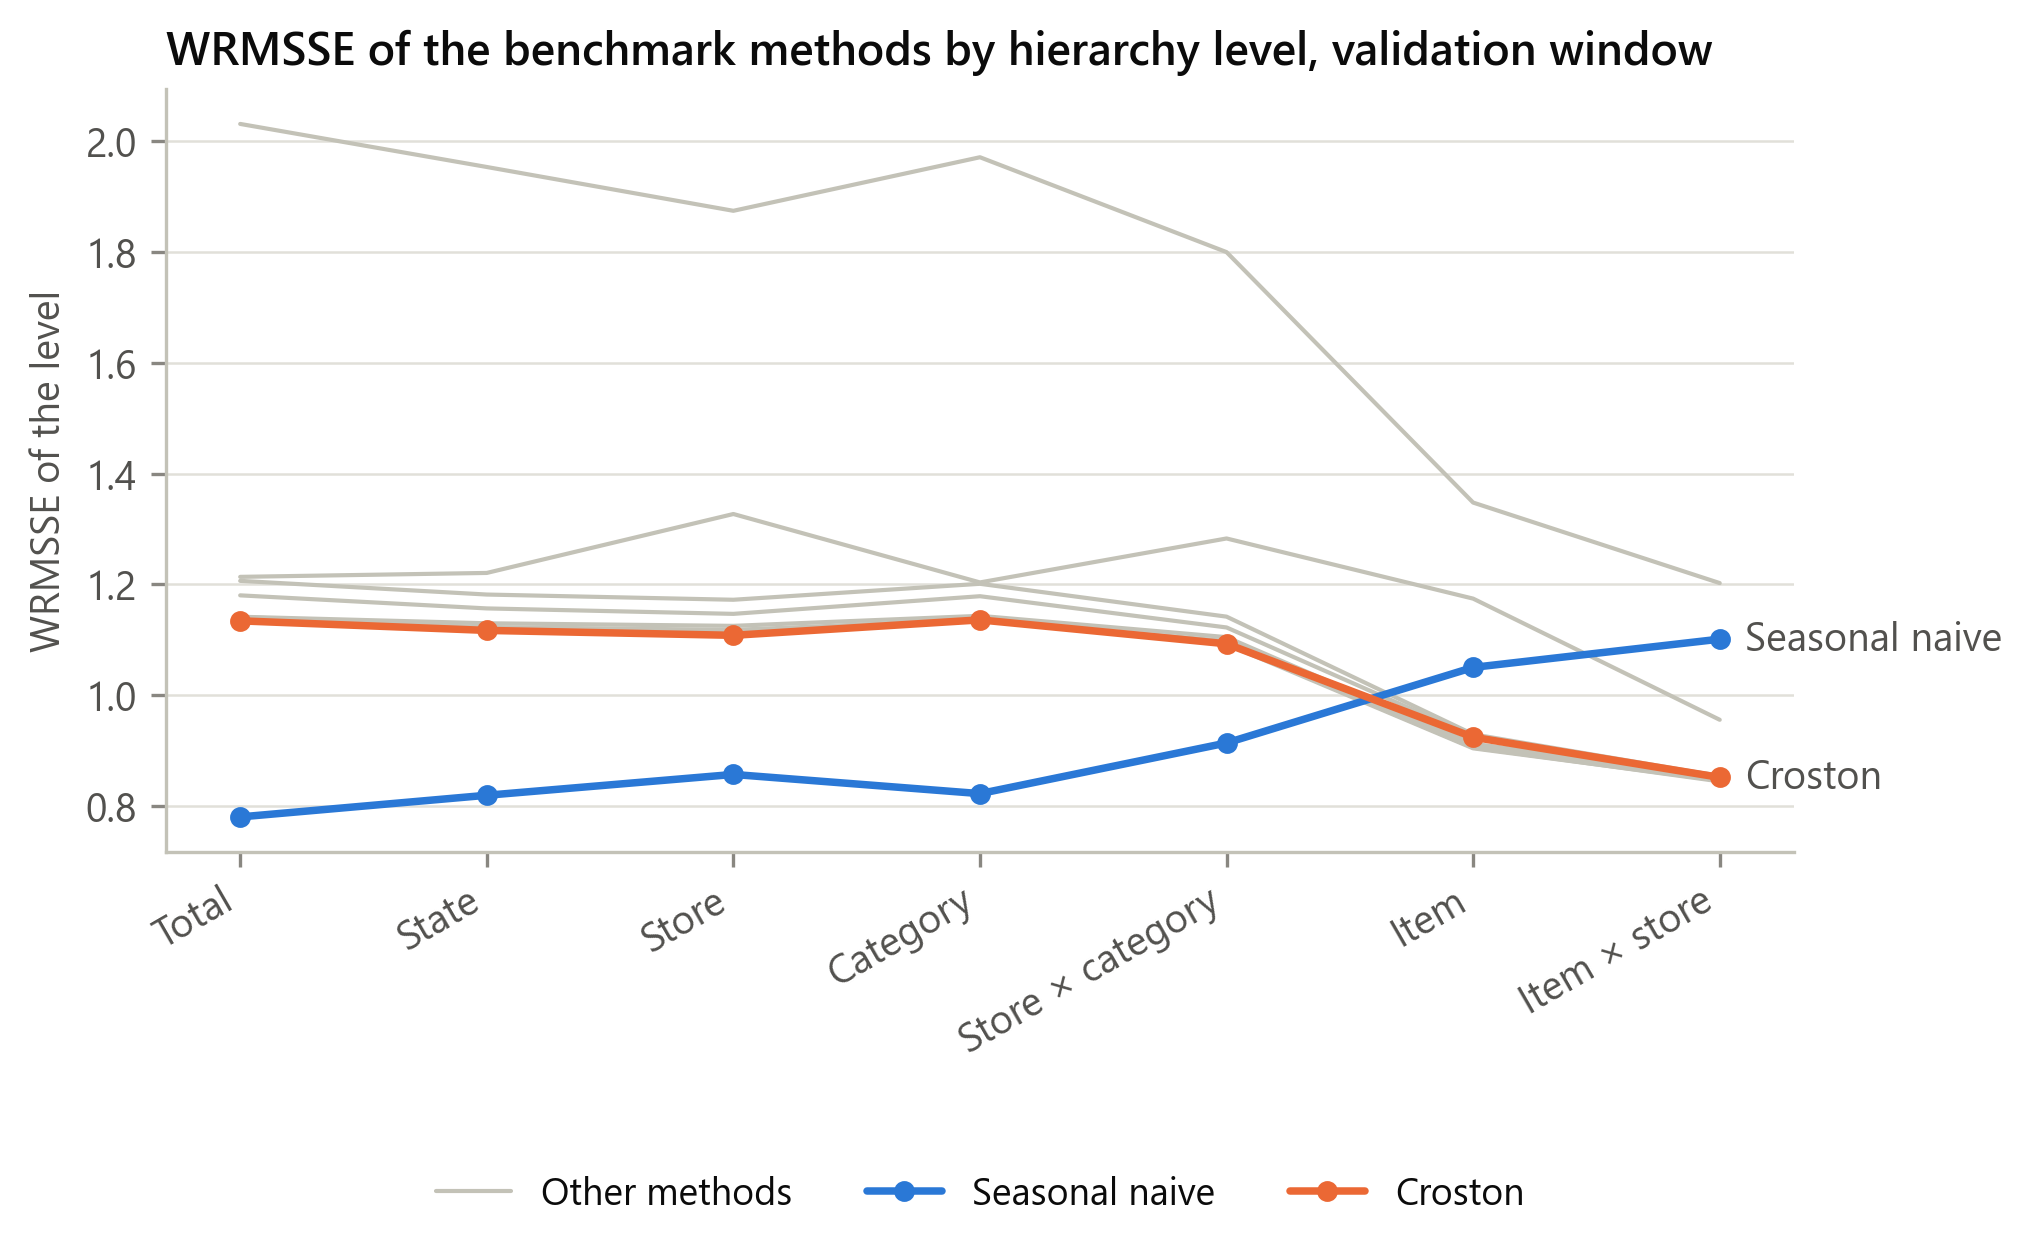 WRMSSE of the benchmark methods by hierarchy level, validation window
WRMSSE of the level
2.0
1.8
1.6
1.4
1.2
1.0
0.8
Seasonal naive
Croston
Total
State
Store
Category
Store × category
Item
Item × store
Other methods
Seasonal naive
Croston